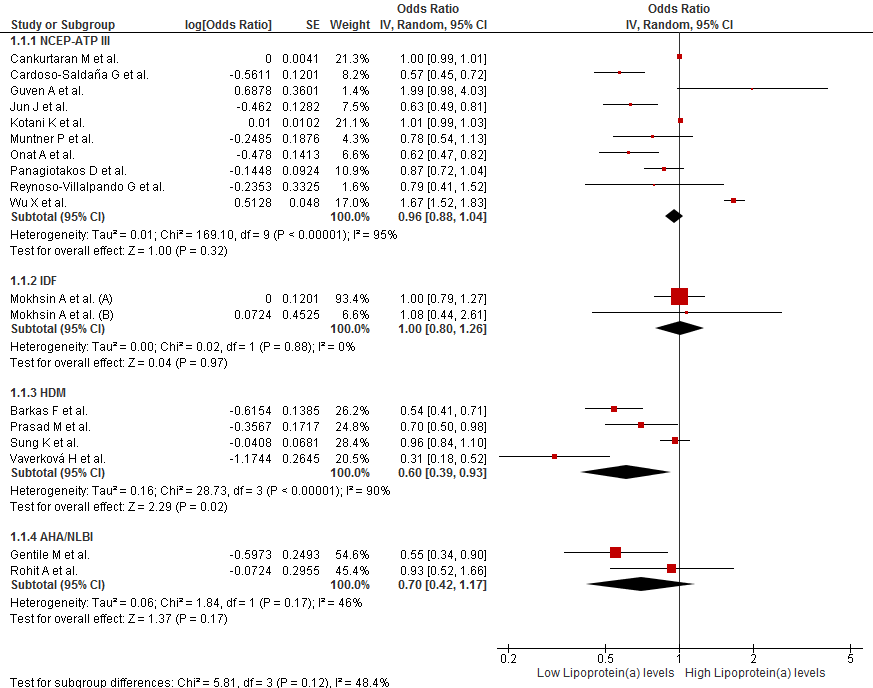 Odds Ratio Odds Ratio
Study or Subgroup log[Odds Ratio] SE Weight IV, Random, 95% CI IV, Random, 95% CI
1.1.1 NCEP-ATP III
Cankurtaran M et al. 0 0.0041 21.3% 1.00 [0.99, 1.01]
Cardoso-Saldaña G et al. -0.5611 0.1201 8.2% 0.57 [0.45, 0.72]
Guven A et al. 0.6878 0.3601 1.4% 1.99 [0.98, 4.03]
Jun J et al. -0.462 0.1282 7.5% 0.63 [0.49, 0.81]
Kotani K et al. 0.01 0.0102 21.1% 1.01 [0.99, 1.03]
Muntner P et al. -0.2485 0.1876 4.3% 0.78 [0.54, 1.13]
Onat A et al. -0.478 0.1413 6.6% 0.62 [0.47, 0.82]
Panagiotakos D et al. -0.1448 0.0924 10.9% 0.87 [0.72, 1.04]
Reynoso-Villalpando G et al. -0.2353 0.3325 1.6% 0.79 [0.41, 1.52]
Wu X et al. 0.5128 0.048 17.0% 1.67 [1.52, 1.83]
Subtotal (95% CI) 100.0% 0.96 [0.88, 1.04]
Heterogeneity: Tau² = 0.01; Chi² = 169.10, df = 9 (P < 0.00001); I² = 95%
Test for overall effect: Z = 1.00 (P = 0.32)
1.1.2 IDF
Mokhsin A et al. (A) 0 0.1201 93.4% 1.00 [0.79, 1.27]
Mokhsin A et al. (B) 0.0724 0.4525 6.6% 1.08 [0.44, 2.61]
Subtotal (95% CI) 100.0% 1.00 [0.80, 1.26]
Heterogeneity: Tau² = 0.00; Chi² = 0.02, df = 1 (P = 0.88); I² = 0%
Test for overall effect: Z = 0.04 (P = 0.97)
1.1.3 HDM
Barkas F et al. -0.6154 0.1385 26.2% 0.54 [0.41, 0.71]
Prasad M et al. -0.3567 0.1717 24.8% 0.70 [0.50, 0.98]
Sung K et al. -0.0408 0.0681 28.4% 0.96 [0.84, 1.10]
Vaverková H et al. -1.1744 0.2645 20.5% 0.31 [0.18, 0.52]
Subtotal (95% CI) 100.0% 0.60 [0.39, 0.93]
Heterogeneity: Tau² = 0.16; Chi² = 28.73, df = 3 (P < 0.00001); I² = 90%
Test for overall effect: Z = 2.29 (P = 0.02)
1.1.4 AHA/NLBI
Gentile M et al. -0.5973 0.2493 54.6% 0.55 [0.34, 0.90]
Rohit A et al. -0.0724 0.2955 45.4% 0.93 [0.52, 1.66]
Subtotal (95% CI) 100.0% 0.70 [0.42, 1.17]
Heterogeneity: Tau² = 0.06; Chi² = 1.84, df = 1 (P = 0.17); I² = 46%
Test for overall effect: Z = 1.37 (P = 0.17)
0.2 0.5 1 2 5
Low Lipoprotein(a) levels High Lipoprotein(a) levels
Test for subgroup differences: Chi² = 5.81, df = 3 (P = 0.12), I² = 48.4%